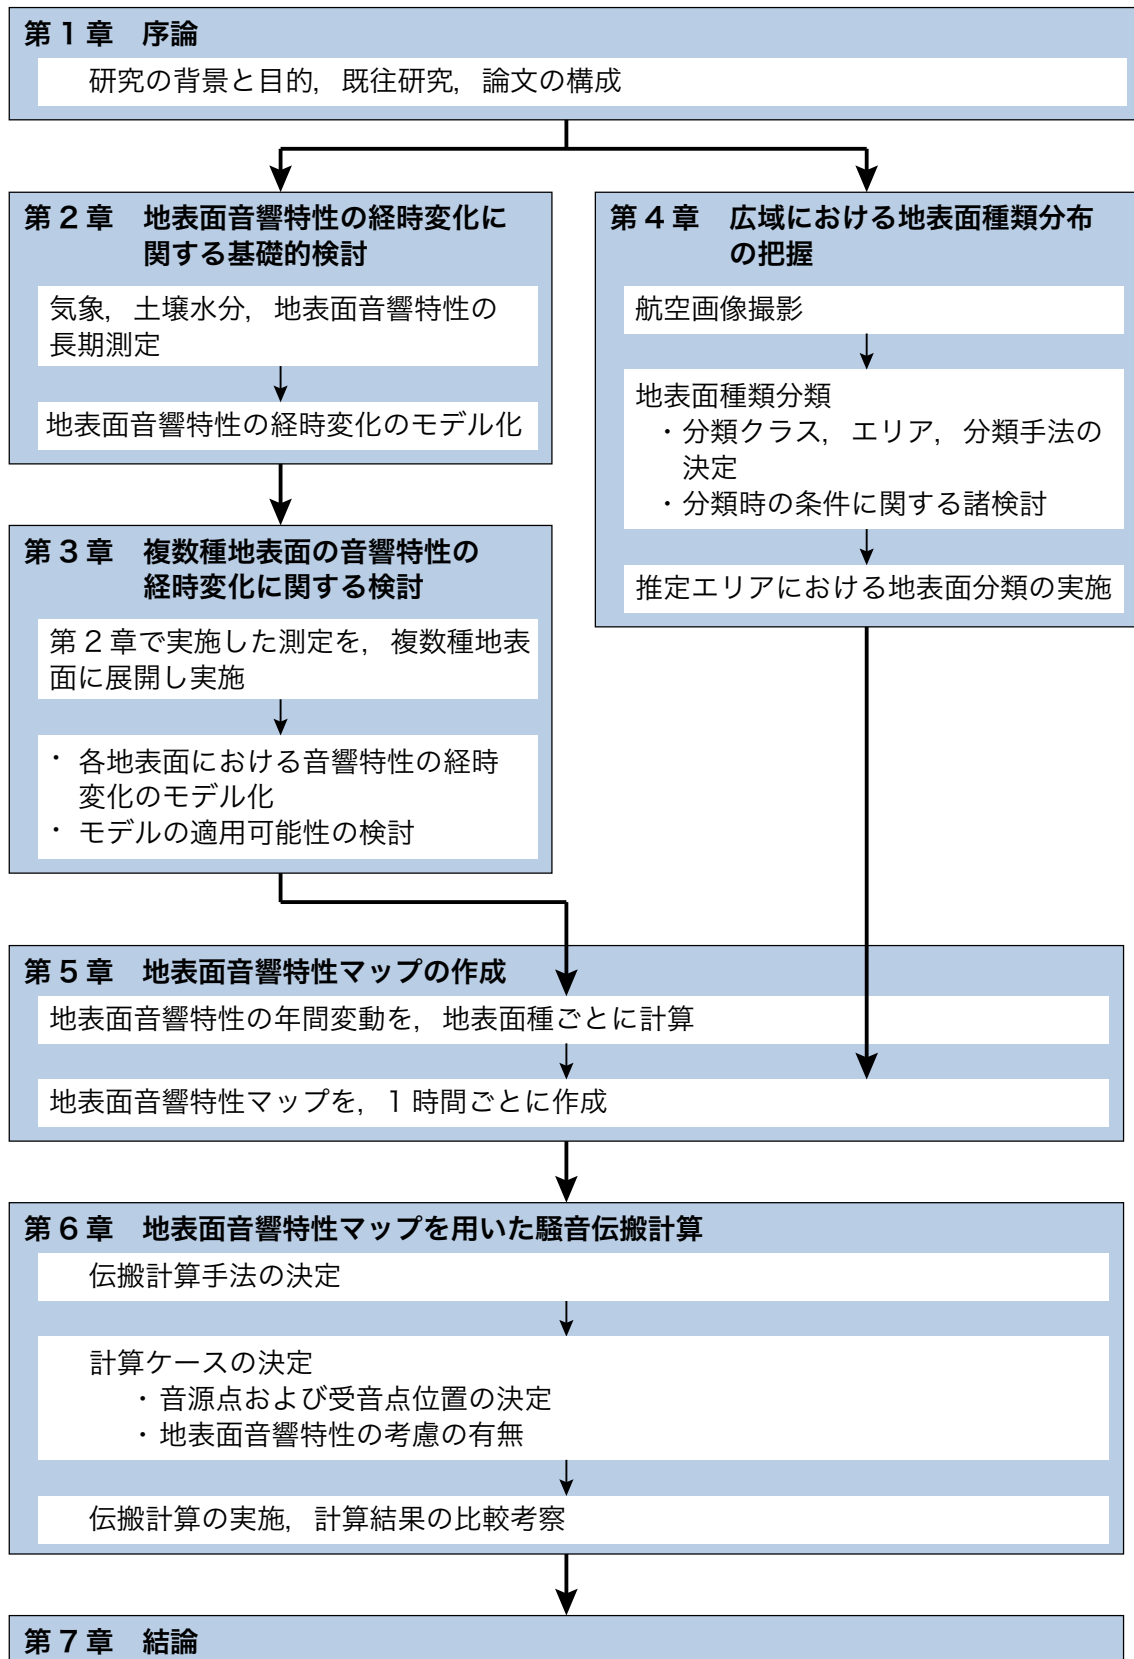 第1章　序論
研究の背景と目的，既往研究，論文の構成
第2章　地表面音響特性の経時変化に
関する基礎的検討
気象，土壌水分，地表面音響特性の
長期測定
地表面音響特性の経時変化のモデル化
第3章　複数種地表面の音響特性の
経時変化に関する検討
第2章で実施した測定を，複数種地表
面に展開し実施
・各地表面における音響特性の経時
変化のモデル化
・モデルの適用可能性の検討
第4章　広域における地表面種類分布
の把握
航空画像撮影
地表面種類分類
・分類クラス，エリア，分類手法の
決定
・分類時の条件に関する諸検討
推定エリアにおける地表面分類の実施
第5章　地表面音響特性マップの作成
地表面音響特性の年間変動を，地表面種ごとに計算
地表面音響特性マップを，1時間ごとに作成
第6章　地表面音響特性マップを用いた騒音伝搬計算
伝搬計算手法の決定
計算ケースの決定
・音源点および受音点位置の決定
・地表面音響特性の考慮の有無
伝搬計算の実施，計算結果の比較考察
第7章　結論